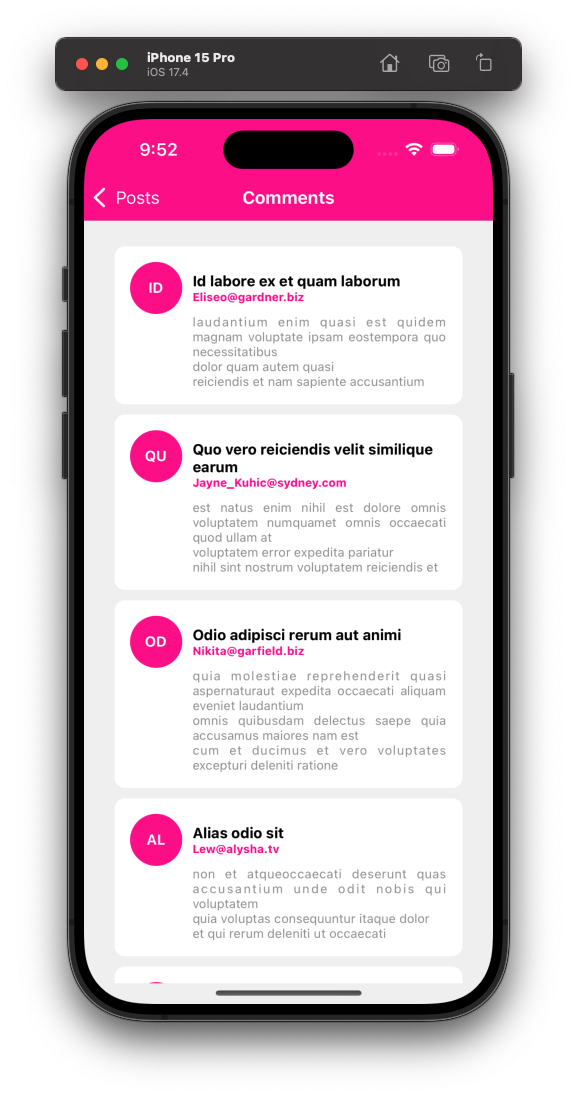 iPhone 15 Pro
iOS 17.4
9:52
Posts
Comments
ID
Id labore ex et quam laborum
Eliseo@gardner.biz
laudantium enim quasi est quidem
magnam voluptate ipsam eostempora quo
necessitatibus
dolor quam autem quasi
reiciendis et nam sapiente accusantium
QU
Quo vero reiciendis velit similique
earum
Jayne_Kuhic@sydney.com
est natus enim nihil est dolore omnis
voluptatem numquamet omnis occaecati
quod ullam at
voluptatem error expedita pariatur
nihil sint nostrum voluptatem reiciendis et
OD
Odio adipisci rerum aut animi
Nikita@garfield.biz
quia molestiae reprehenderit quasi
aspernaturaut expedita occaecati aliquam
eveniet laudantium
omnis quibusdam delectus saepe quia
accusamus maiores nam est
cum et ducimus et vero voluptates
excepturi deleniti ratione
AL
Alias odio sit
Lew@alysha.tv
non et atqueoccaecati deserunt quas
accusantium unde odit nobis qui
voluptatem
quia voluptas consequuntur itaque dolor
et qui rerum deleniti ut occaecati